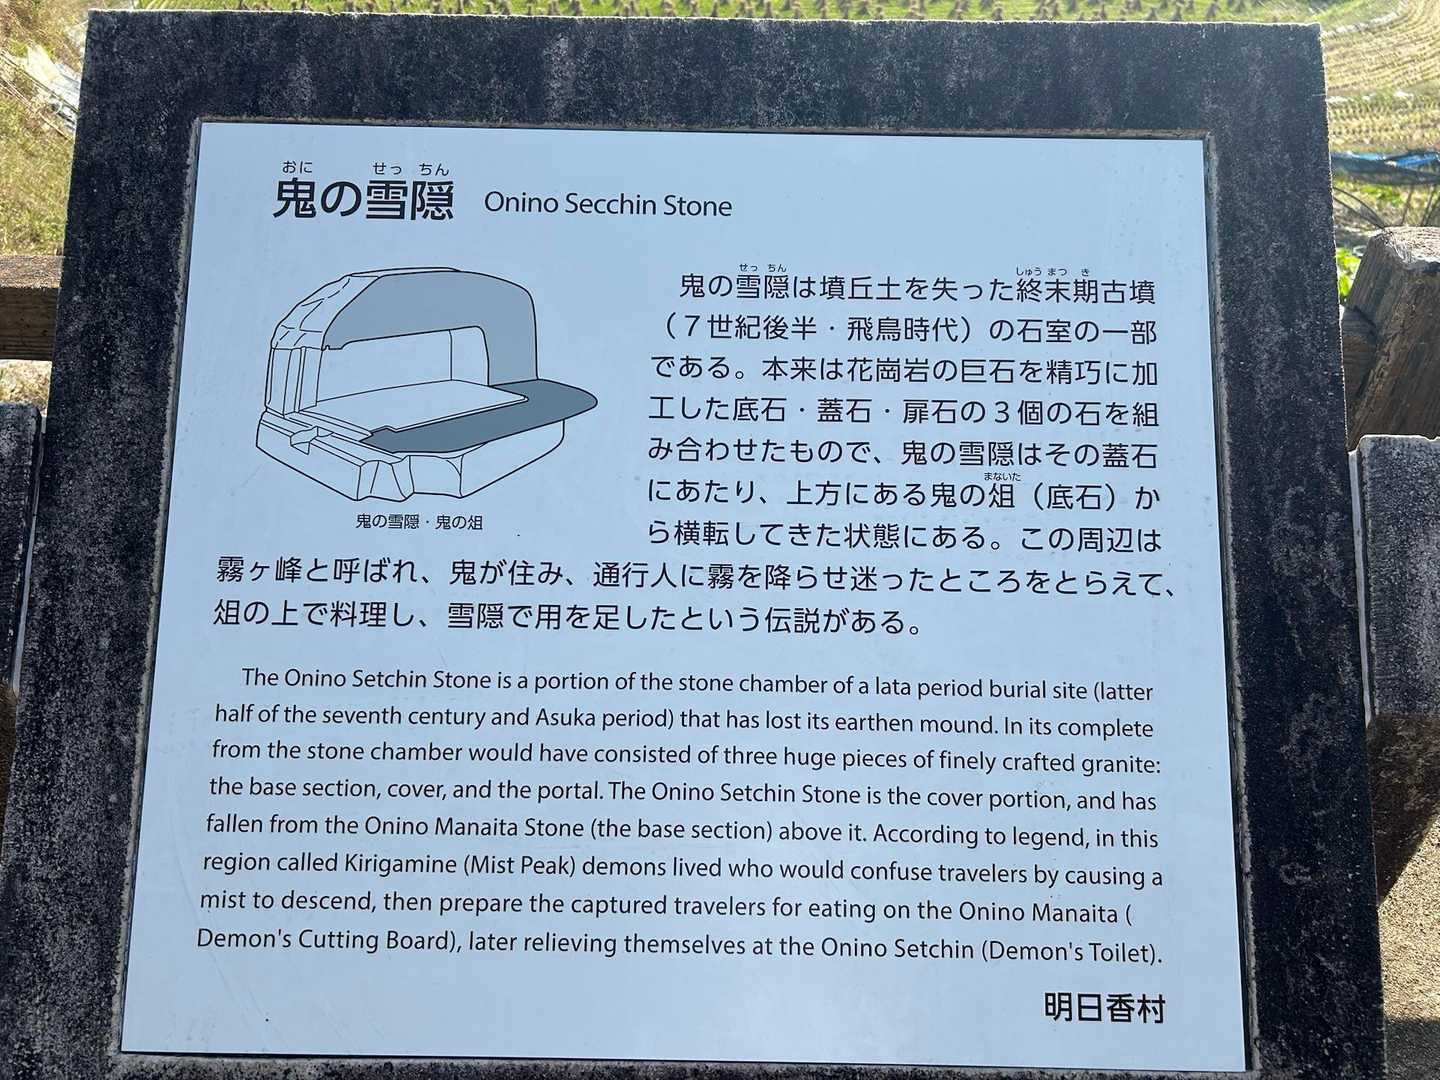 おに せっ ちん
鬼の雪隠 Onino Secchin Stone
せっ ちん しゅう まつ き
鬼の雪隠は墳丘土を失った終末期古墳
（７世紀後半・飛鳥時代）の石室の一部
である。本来は花崗岩の巨石を精巧に加
工した底石・蓋石・扉石の３個の石を組
み合わせたもので、鬼の雪隠はその蓋石
まないた
にあたり、上方にある鬼の俎（底石）か
ら横転してきた状態にある。この周辺は
霧ヶ峰と呼ばれ、鬼が住み、通行人に霧を降らせ迷ったところをとらえて、
俎の上で料理し、雪隠で用を足したという伝説がある。
鬼の雪隠・鬼の俎
The Onino Setchin Stone is a portion of the stone chamber of a lata period burial site (latter
half of the seventh century and Asuka period) that has lost its earthen mound. In its complete
from the stone chamber would have consisted of three huge pieces of finely crafted granite:
the base section, cover, and the portal. The Onino Setchin Stone is the cover portion, and has
fallen from the Onino Manaita Stone (the base section) above it. According to legend, in this
region called Kirigamine (Mist Peak) demons lived who would confuse travelers by causing a
mist to descend, then prepare the captured travelers for eating on the Onino Manaita (
Demon's Cutting Board), later relieving themselves at the Onino Setchin (Demon's Toilet).
明日香村